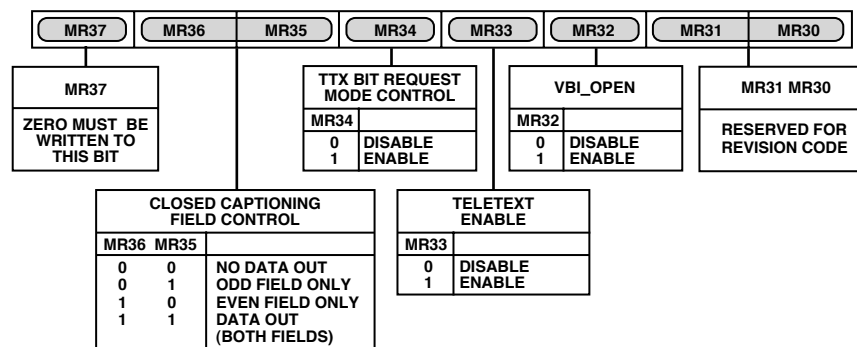 MR37 MR36 MR35 MR34 MR33 MR32 MR31 MR30
MR37
ZERO MUST BE
WRITTEN TO
THIS BIT
TTX BIT REQUEST
MODE CONTROL
MR34
0 DISABLE
1 ENABLE
VBI_OPEN
MR32
0 DISABLE
1 ENABLE
MR31 MR30
RESERVED FOR
REVISION CODE
CLOSED CAPTIONING
FIELD CONTROL
MR36 MR35
0 0 NO DATA OUT
0 1 ODD FIELD ONLY
1 0 EVEN FIELD ONLY
1 1 DATA OUT
(BOTH FIELDS)
TELETEXT
ENABLE
MR33
0 DISABLE
1 ENABLE